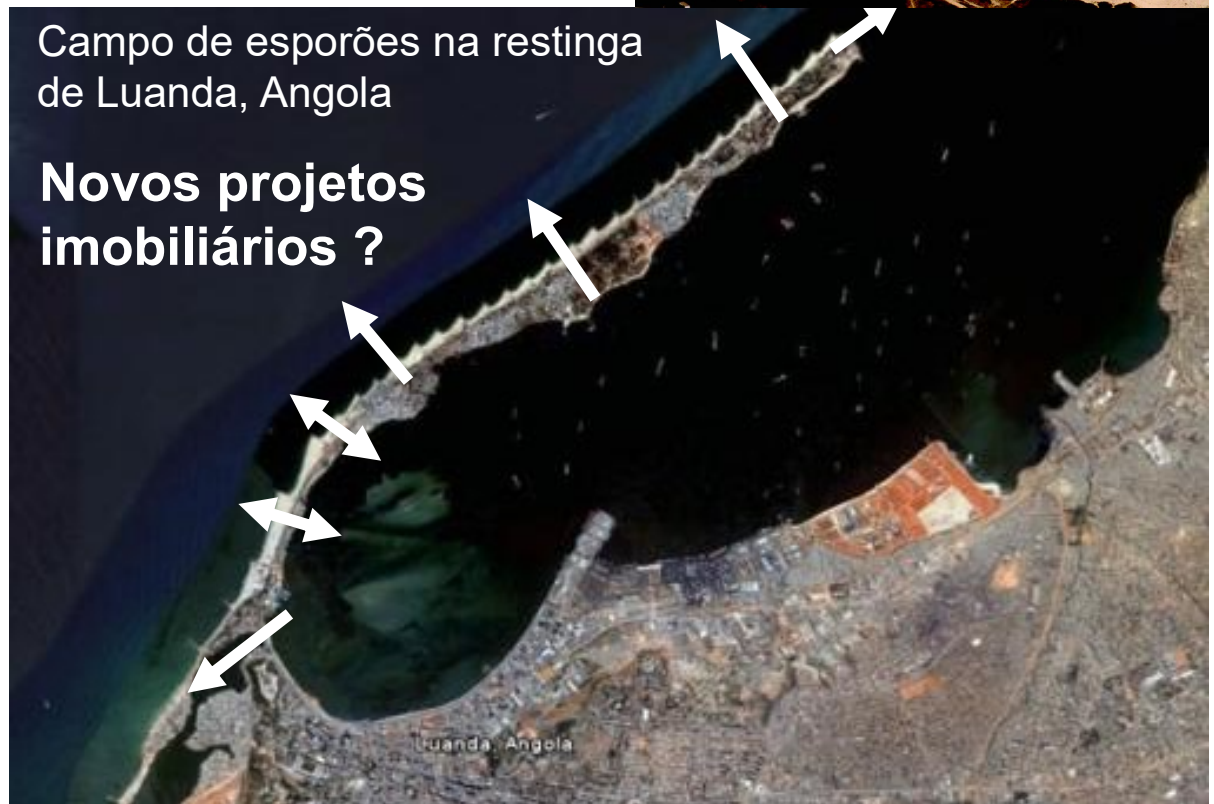 Campo de esporões na restinga
de Luanda, Angola
Novos projetos
imobiliários ?
Luanda, Angola